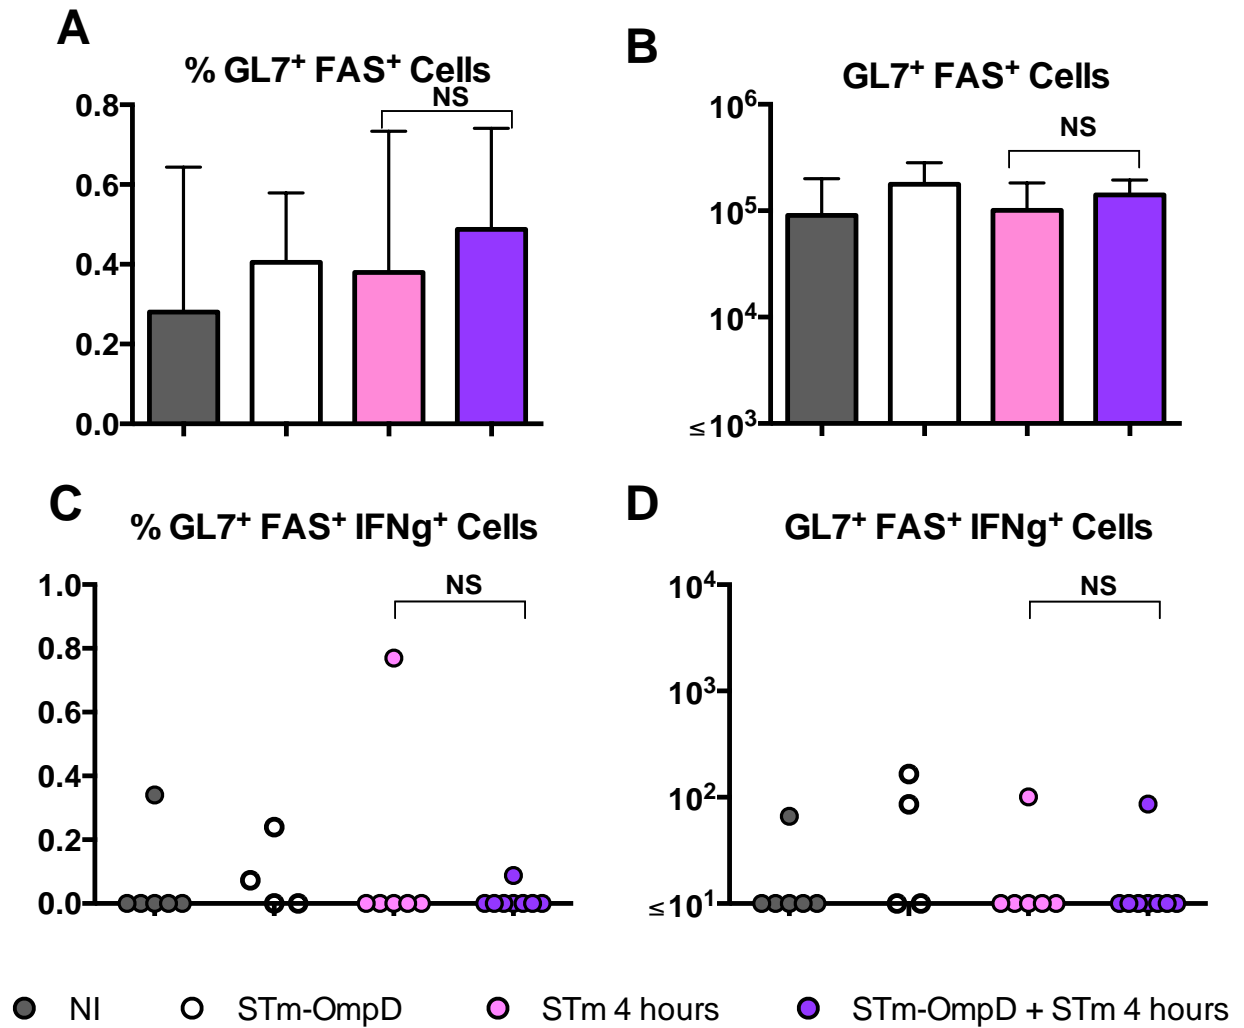 A
% GL7⁺ FAS⁺ Cells
NS
0.8
0.6
0.4
0.2
0.0
B
GL7⁺ FAS⁺ Cells
NS
10⁶
10⁵
10⁴
≤ 10³
C
% GL7⁺ FAS⁺ IFNg⁺ Cells
NS
1.0
0.8
0.6
0.4
0.2
0.0
D
GL7⁺ FAS⁺ IFNg⁺ Cells
NS
10⁴
10³
10²
≤ 10¹
NI STm-OmpD STm 4 hours STm-OmpD + STm 4 hours